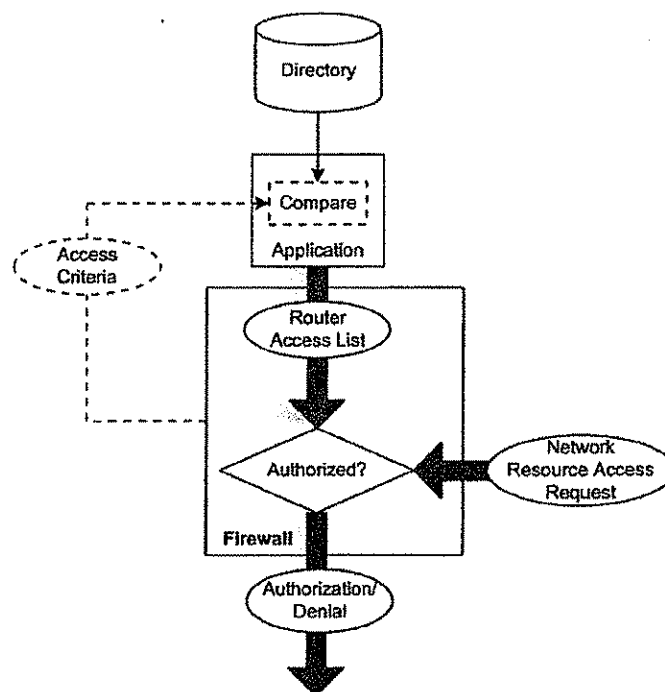 Directory
Compare
Application
Access
Criteria
Router
Access List
Authorized?
Network
Resource Access
Request
Firewall
Authorization/
Denial